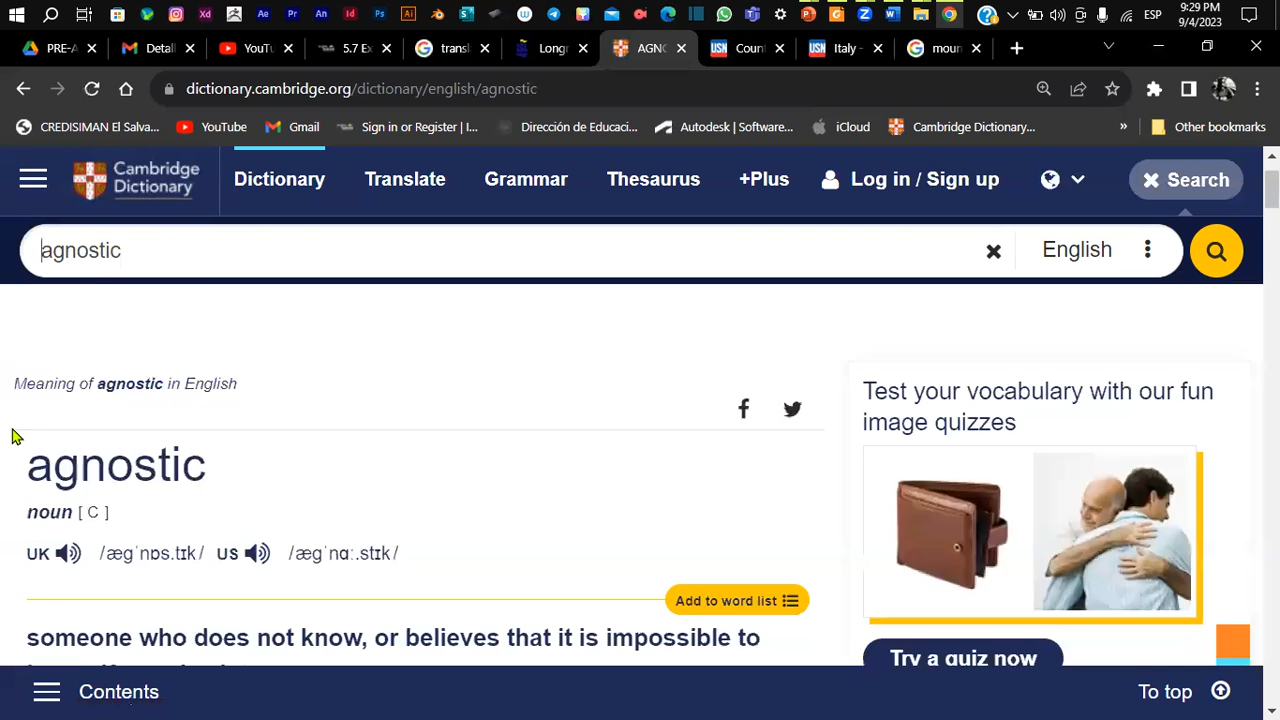 ESP
9:29 PM
9/4/2023
PRE-A
Detail
YouTu
5.7 Ex
transl
Longr
AGNO
Count
Italy -
moun
dictionary.cambridge.org/dictionary/english/agnostic
CREDISIMAN El Salva...
YouTube
Gmail
Sign in or Register | I...
Dirección de Educaci...
Autodesk | Software...
iCloud
Cambridge Dictionary...
»
Other bookmarks
Cambridge
Dictionary
Dictionary
Translate
Grammar
Thesaurus
+Plus
Log in / Sign up
Search
agnostic
English
Meaning of agnostic in English
agnostic
noun [ C ]
UK /æɡˈnɒs.tɪk/ US /æɡˈnɑː.stɪk/
Add to word list
someone who does not know, or believes that it is impossible to
Test your vocabulary with our fun
image quizzes
Try a quiz now
Contents
To top